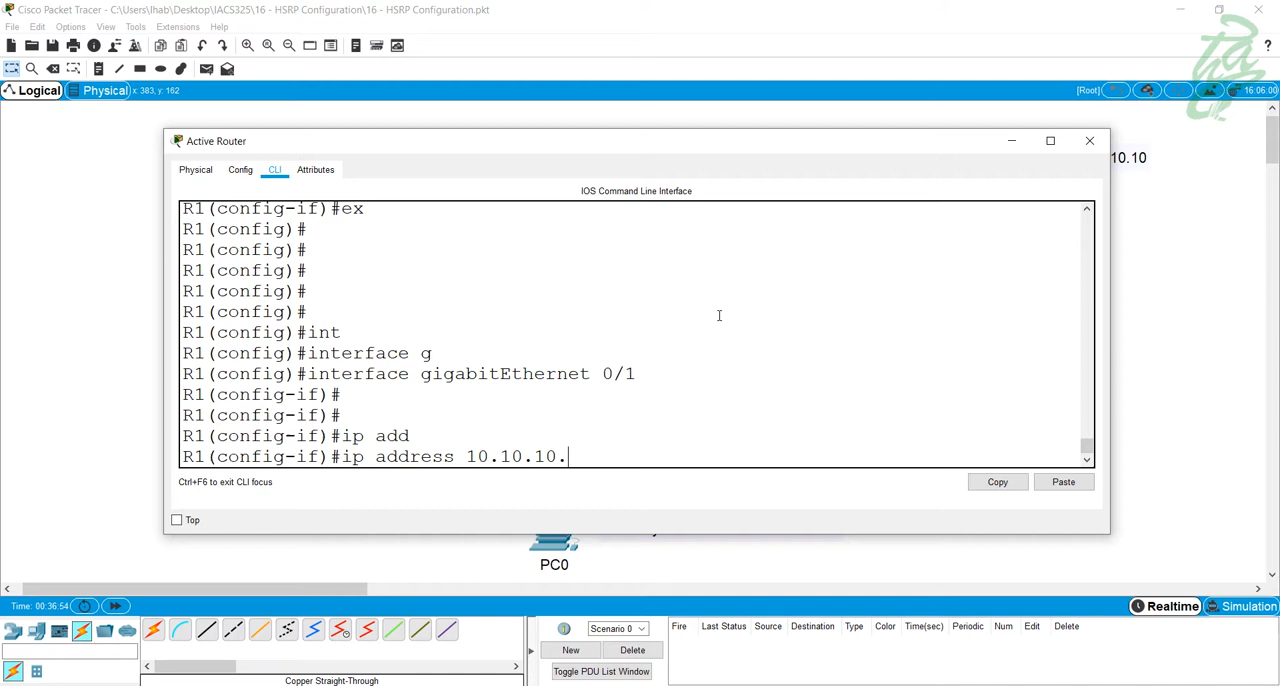 Cisco Packet Tracer - C:\Users\Ihab\Desktop\IACS325\16 - HSRP Configuration\16 - HSRP Configuration.pkt
File Edit Options View Tools Extensions Help
Logical Physical x: 383, y: 162 [Root] 16:06:00
10.10
Active Router
Physical Config CLI Attributes
IOS Command Line Interface
R1(config-if)#ex
R1(config)#
R1(config)#
R1(config)#
R1(config)#
R1(config)#
R1(config)#int
R1(config)#interface g
R1(config)#interface gigabitEthernet 0/1
R1(config-if)#
R1(config-if)#
R1(config-if)#ip add
R1(config-if)#ip address 10.10.10.
Ctrl+F6 to exit CLI focus Copy Paste
Top
PC0
Time: 00:36:54 Realtime Simulation
Scenario 0 Fire Last Status Source Destination Type Color Time(sec) Periodic Num Edit Delete
New Delete
Toggle PDU List Window
Copper Straight-Through